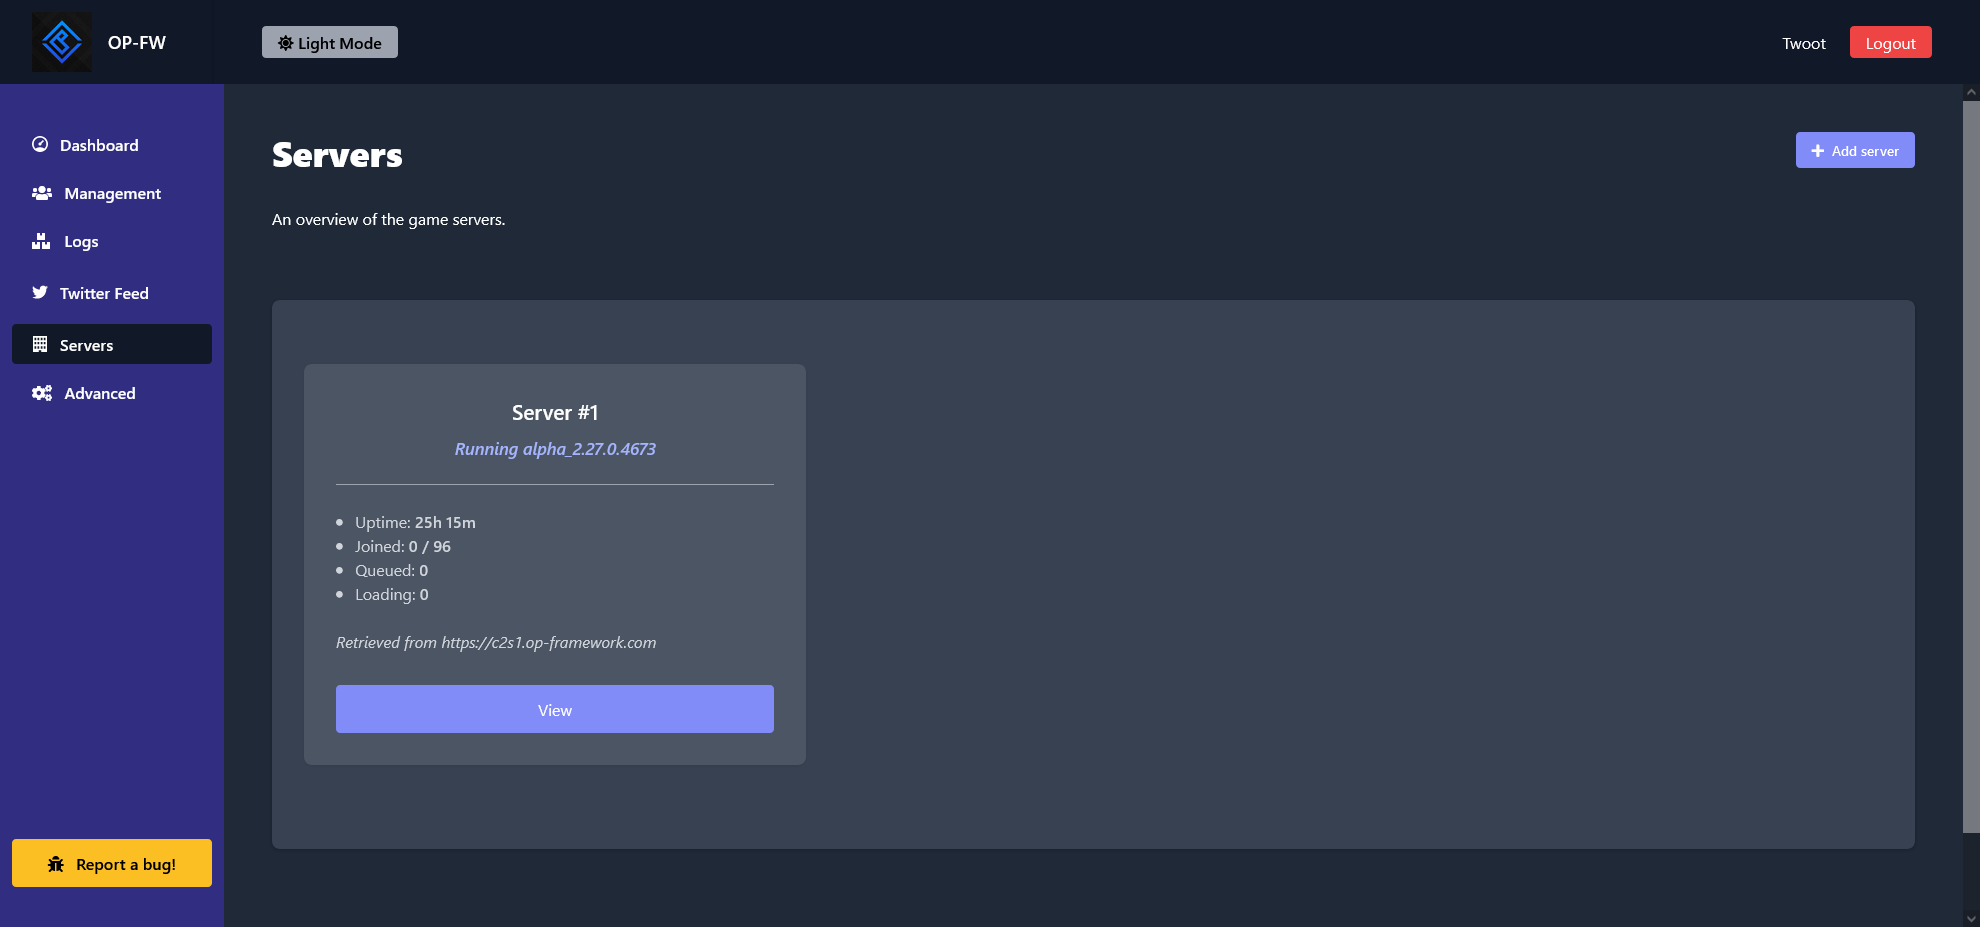 OP-FW
Light Mode
Twoot
Logout
Dashboard
Management
Logs
Twitter Feed
Servers
Advanced
Report a bug!
Servers
Add server
An overview of the game servers.
Server #1
Running alpha_2.27.0.4673
Uptime: 25h 15m
Joined: 0 / 96
Queued: 0
Loading: 0
Retrieved from https://c2s1.op-framework.com
View